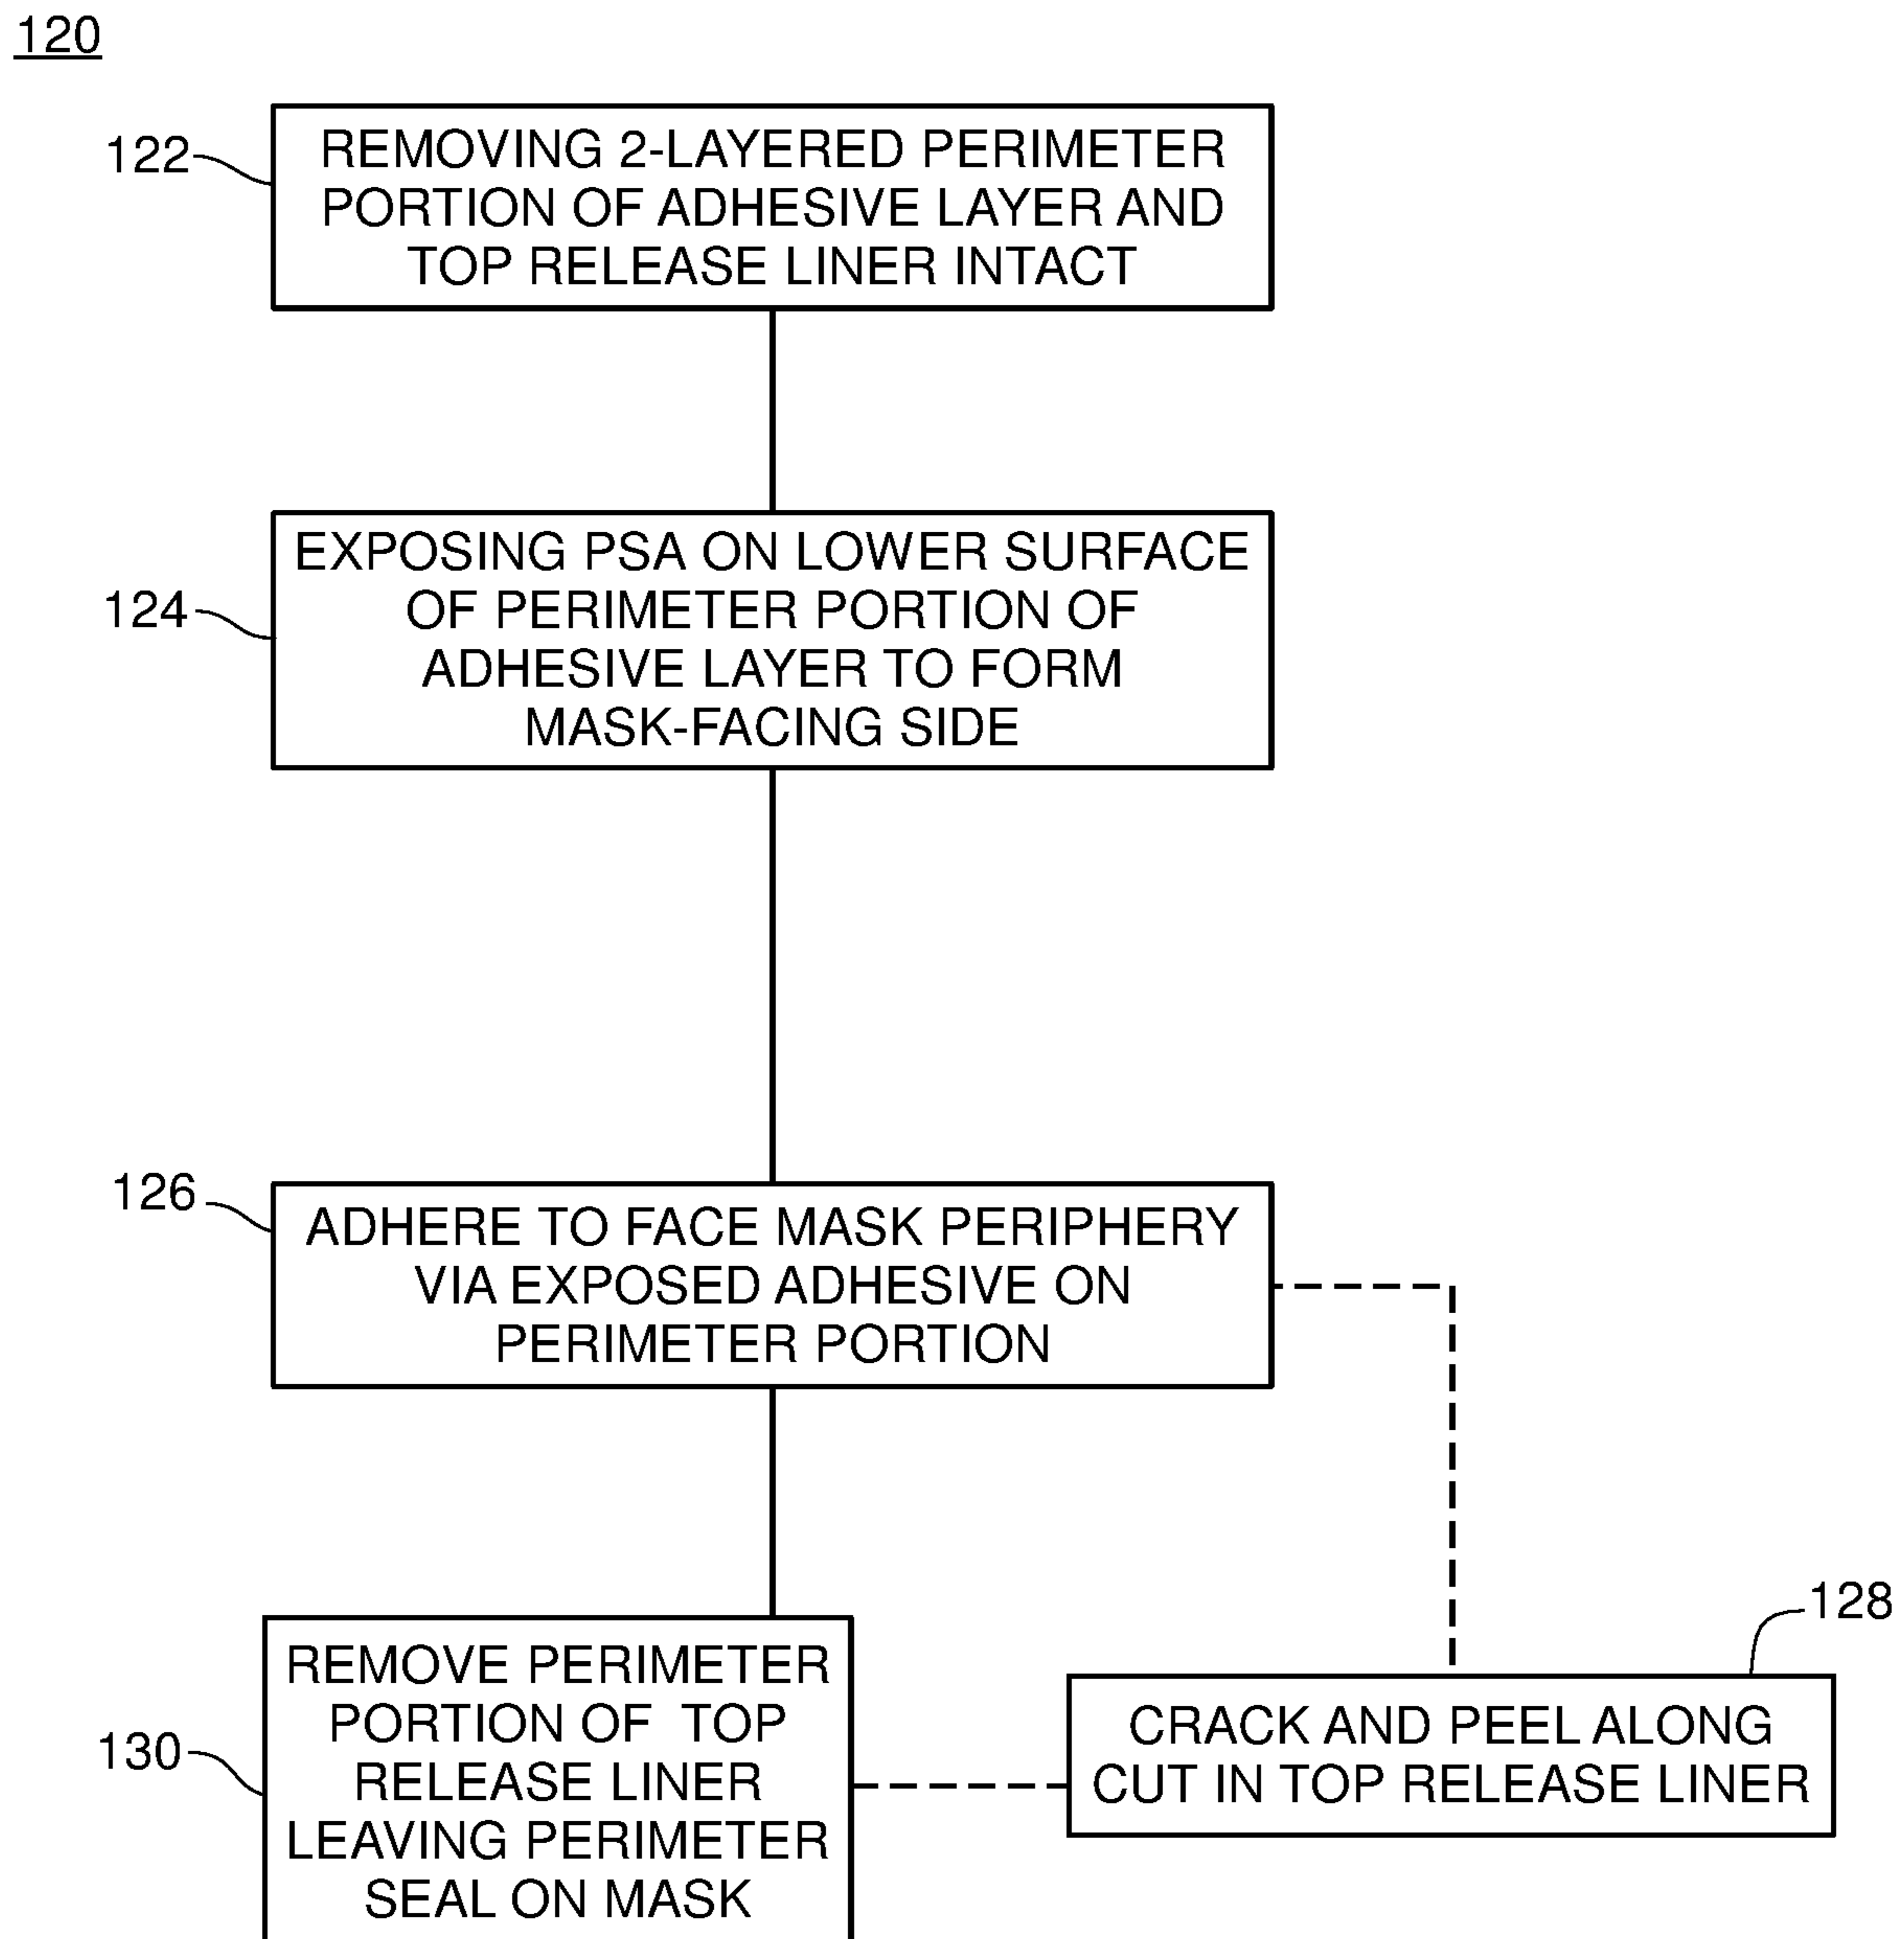 120
122
REMOVING 2-LAYERED PERIMETER
PORTION OF ADHESIVE LAYER AND
TOP RELEASE LINER INTACT
124
EXPOSING PSA ON LOWER SURFACE
OF PERIMETER PORTION OF
ADHESIVE LAYER TO FORM
MASK-FACING SIDE
126
ADHERE TO FACE MASK PERIPHERY
VIA EXPOSED ADHESIVE ON
PERIMETER PORTION
128
CRACK AND PEEL ALONG
CUT IN TOP RELEASE LINER
130
REMOVE PERIMETER
PORTION OF TOP
RELEASE LINER
LEAVING PERIMETER
SEAL ON MASK